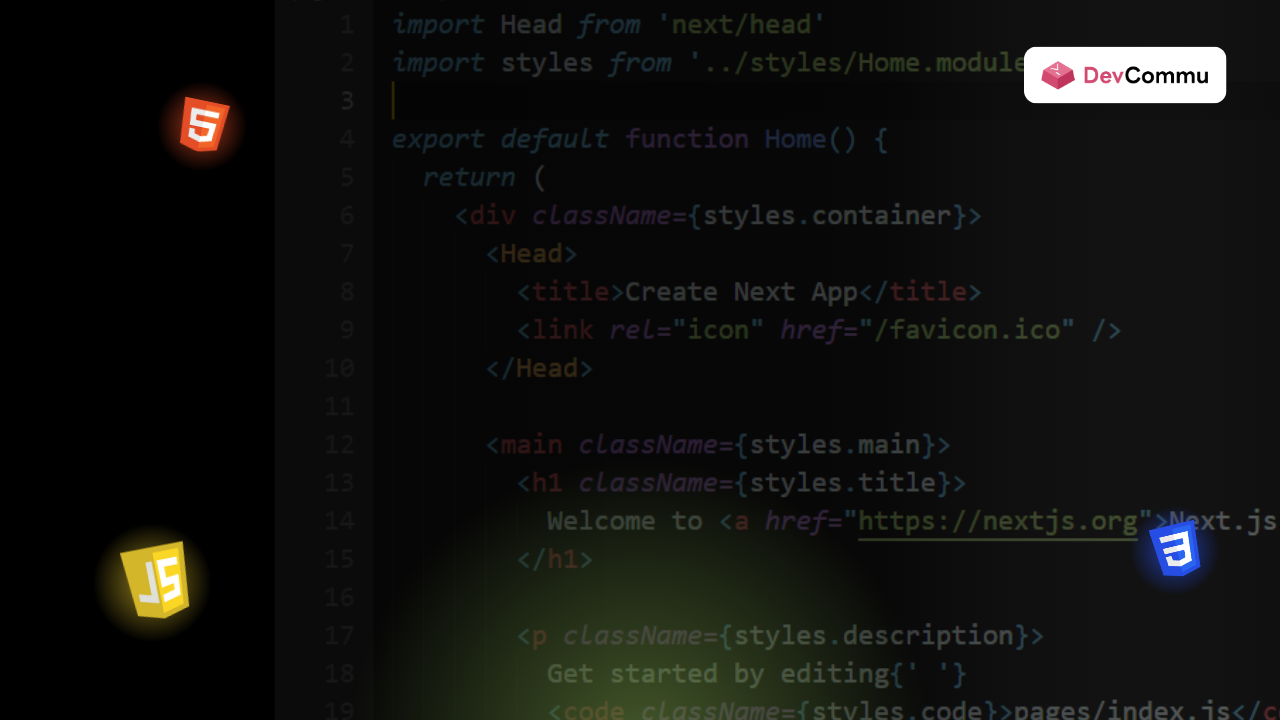 1 import Head from 'next/head'
2 import styles from '../styles/Home.module
DevCommu
3
4 export default function Home() {
5 return (
6 <div className={styles.container}>
7 <Head>
8 <title>Create Next App</title>
9 <link rel="icon" href="/favicon.ico" />
10 </Head>
11
12 <main className={styles.main}>
13 <h1 className={styles.title}>
14 Welcome to <a href="https://nextjs.org">Next.js
15 </h1>
16
17 <p className={styles.description}>
18 Get started by editing{' '}
19 <code className={styles.code}>pages/index.js</c
5
JS
3